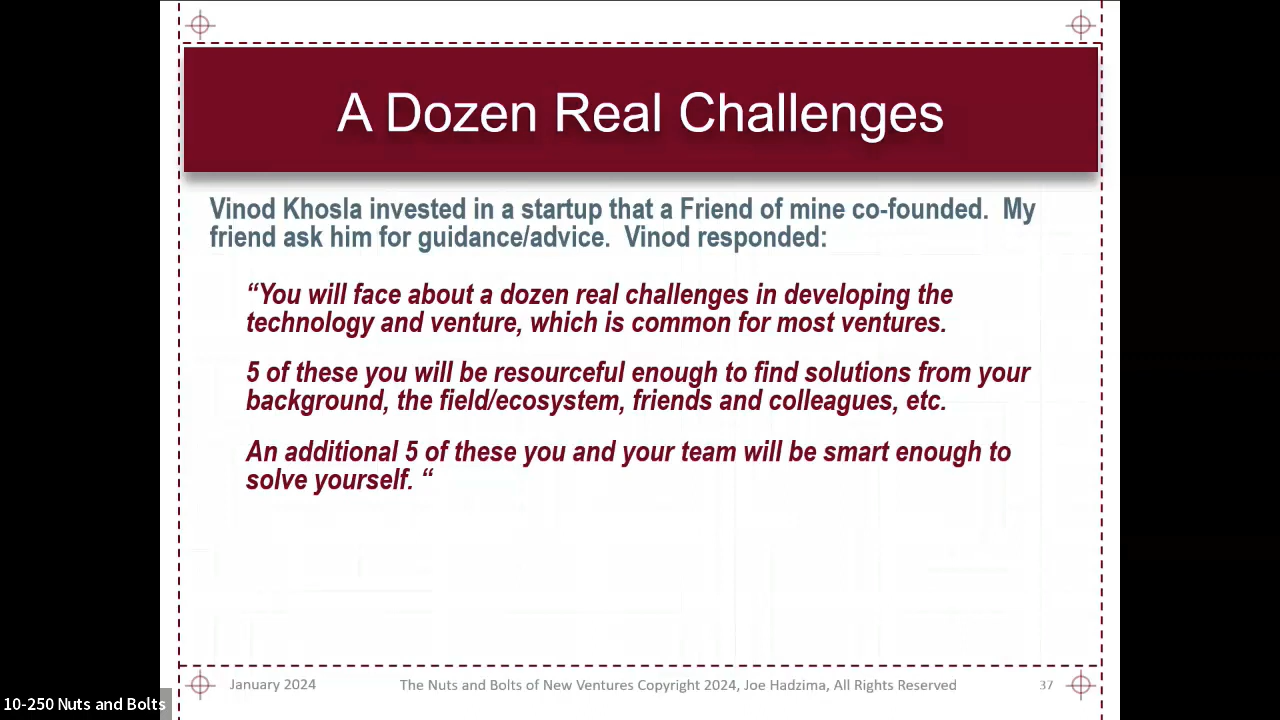 A Dozen Real Challenges
Vinod Khosla invested in a startup that a Friend of mine co-founded.  My
friend ask him for guidance/advice.  Vinod responded:
“You will face about a dozen real challenges in developing the
technology and venture, which is common for most ventures.
5 of these you will be resourceful enough to find solutions from your
background, the field/ecosystem, friends and colleagues, etc.
An additional 5 of these you and your team will be smart enough to
solve yourself. “
January 2024
The Nuts and Bolts of New Ventures Copyright 2024, Joe Hadzima, All Rights Reserved
37
10-250 Nuts and Bolts